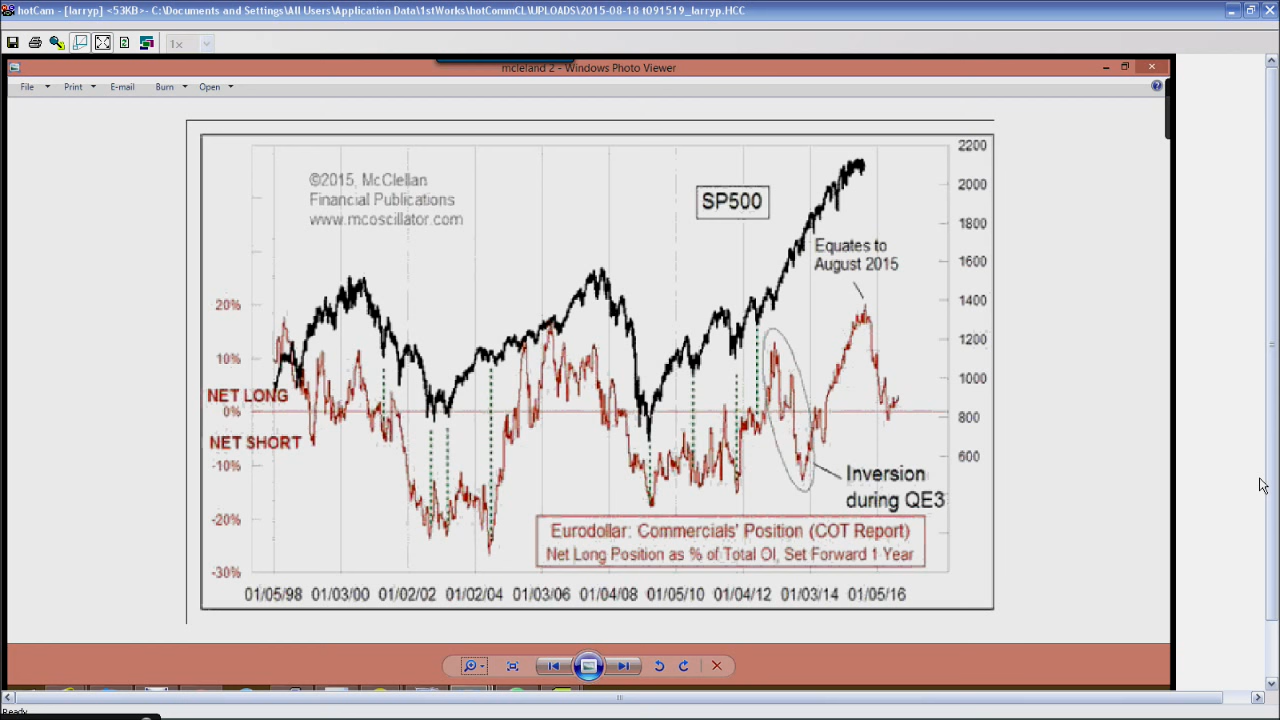 hotCam - [larryp] <53KB> - C:\Documents and Settings\All Users\Application Data\1stWorks\hotCommCL\UPLOADS\2015-08-18 t091519_larryp.HCC
1x
mcleland 2 - Windows Photo Viewer
File Print E-mail Burn Open
©2015, McClellan
Financial Publications
www.mcoscillator.com
SP500
Equates to
August 2015
2200
2000
1800
1600
1400
1200
1000
800
600
20%
10%
NET LONG
0%
NET SHORT
-10%
-20%
-30%
Inversion
during QE3
Eurodollar: Commercials' Position (COT Report)
Net Long Position as % of Total OI, Set Forward 1 Year
01/05/98 01/03/00 01/02/02 01/02/04 01/03/06 01/04/08 01/05/10 01/04/12 01/03/14 01/05/16
Ready